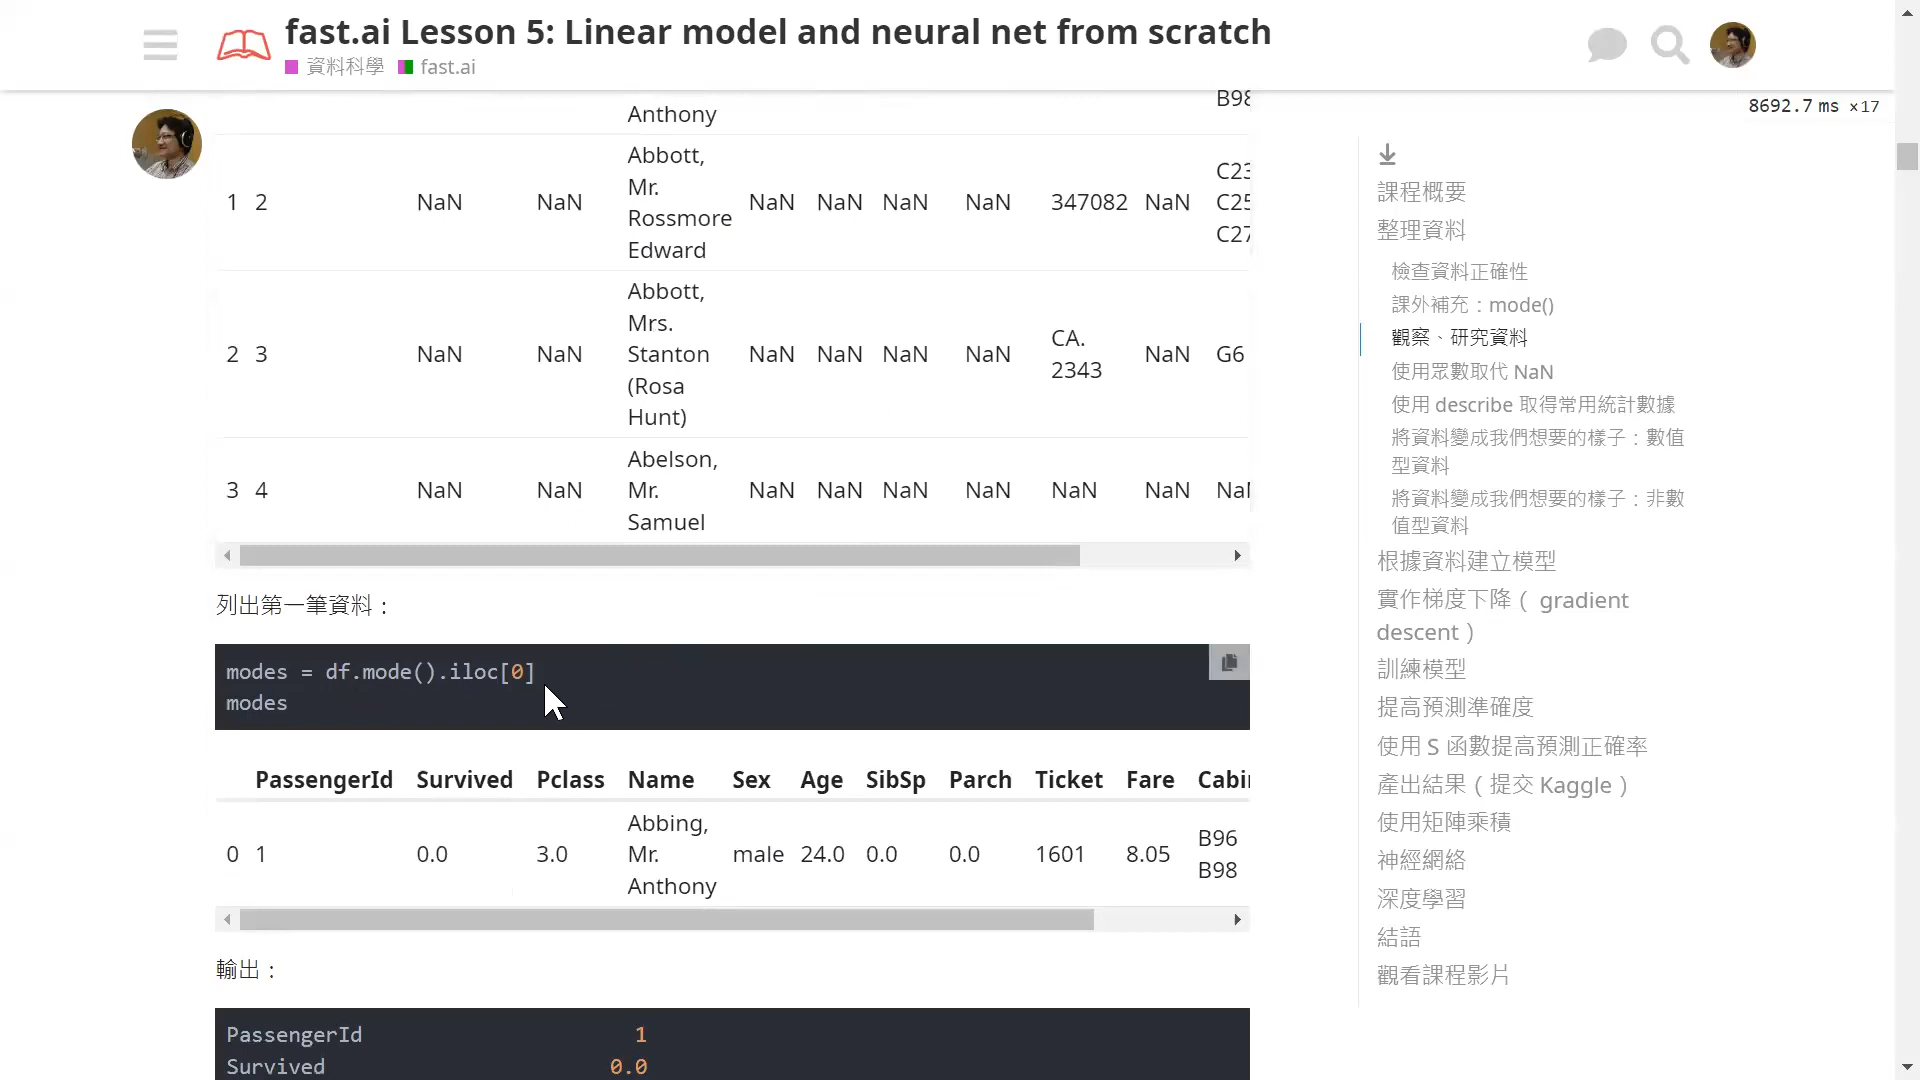 fast.ai Lesson 5: Linear model and neural net from scratch
資料科學 fast.ai
8692.7 ms ×17
Anthony
1 2 NaN NaN Abbott, Mr. Rossmore Edward NaN NaN NaN NaN 347082 NaN
2 3 NaN NaN Abbott, Mrs. Stanton (Rosa Hunt) NaN NaN NaN NaN CA. 2343 NaN G6
3 4 NaN NaN Abelson, Mr. Samuel NaN NaN NaN NaN NaN NaN
列出第一筆資料：
modes = df.mode().iloc[0]
modes
PassengerId Survived Pclass Name Sex Age SibSp Parch Ticket Fare
0 1 0.0 3.0 Abbing, Mr. Anthony male 24.0 0.0 0.0 1601 8.05 B96 B98
輸出：
PassengerId 1
Survived 0.0
課程概要
整理資料
檢查資料正確性
課外補充：mode()
觀察、研究資料
使用眾數取代 NaN
使用 describe 取得常用統計數據
將資料變成我們想要的樣子：數值
型資料
將資料變成我們想要的樣子：非數
值型資料
根據資料建立模型
實作梯度下降（ gradient
descent ）
訓練模型
提高預測準確度
使用 S 函數提高預測正確率
產出結果（提交 Kaggle ）
使用矩陣乘積
神經網絡
深度學習
結語
觀看課程影片